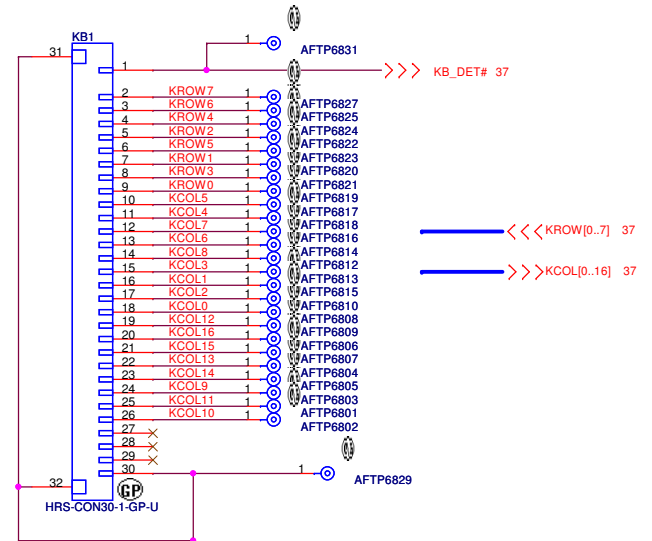 KB1
31
1 AFTP6831
1 KB_DET# 37
2 KROW7 1 AFTP6827
3 KROW6 1 AFTP6825
4 KROW4 1 AFTP6824
5 KROW2 1 AFTP6822
6 KROW5 1 AFTP6823
7 KROW1 1 AFTP6820
8 KROW3 1 AFTP6821
9 KROW0 1 AFTP6819
10 KCOL5 1 AFTP6817
11 KCOL4 1 AFTP6818
12 KCOL7 1 AFTP6816
13 KCOL6 1 AFTP6814
14 KCOL8 1 AFTP6812
15 KCOL3 1 AFTP6813
16 KCOL1 1 AFTP6815
17 KCOL2 1 AFTP6810
18 KCOL0 1 AFTP6808
19 KCOL12 1 AFTP6809
20 KCOL16 1 AFTP6806
21 KCOL15 1 AFTP6807
22 KCOL13 1 AFTP6804
23 KCOL14 1 AFTP6805
24 KCOL9 1 AFTP6803
25 KCOL11 1 AFTP6801
26 KCOL10 1 AFTP6802
27
28
29
30 1 AFTP6829
32
GP
HRS-CON30-1-GP-U
KROW[0..7] 37
KCOL[0..16] 37